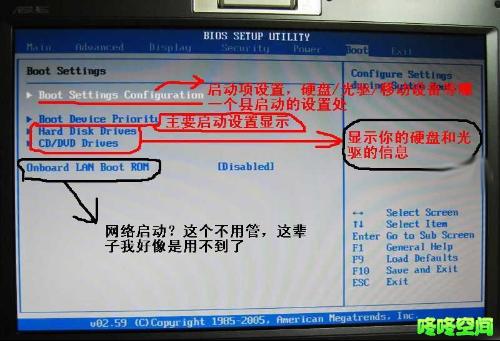 ASUS
BIOS SETUP UTILITY
Main Advanced Display Security Power Boot Exit
Boot Settings
Boot Settings Configuration
启动项设置，硬盘/光驱/移动设备等哪
一个县启动的设置处
Configure Settings
during System Boot.
Boot Device Priority
主要启动设置显示
Hard Disk Drives
CD/DVD Drives
显示你的硬盘和光
驱的信息
Onboard LAN Boot ROM [Disabled]
网络启动？这个不用管，这辈
子我好像是用不到了
↔ Select Screen
↑↓ Select Item
Enter Go to Sub Screen
F1 General Help
F9 Load Defaults
F10 Save and Exit
ESC Exit
v02.59 (C)Copyright 1985-2005, American Megatrends, Inc.
咚咚空间